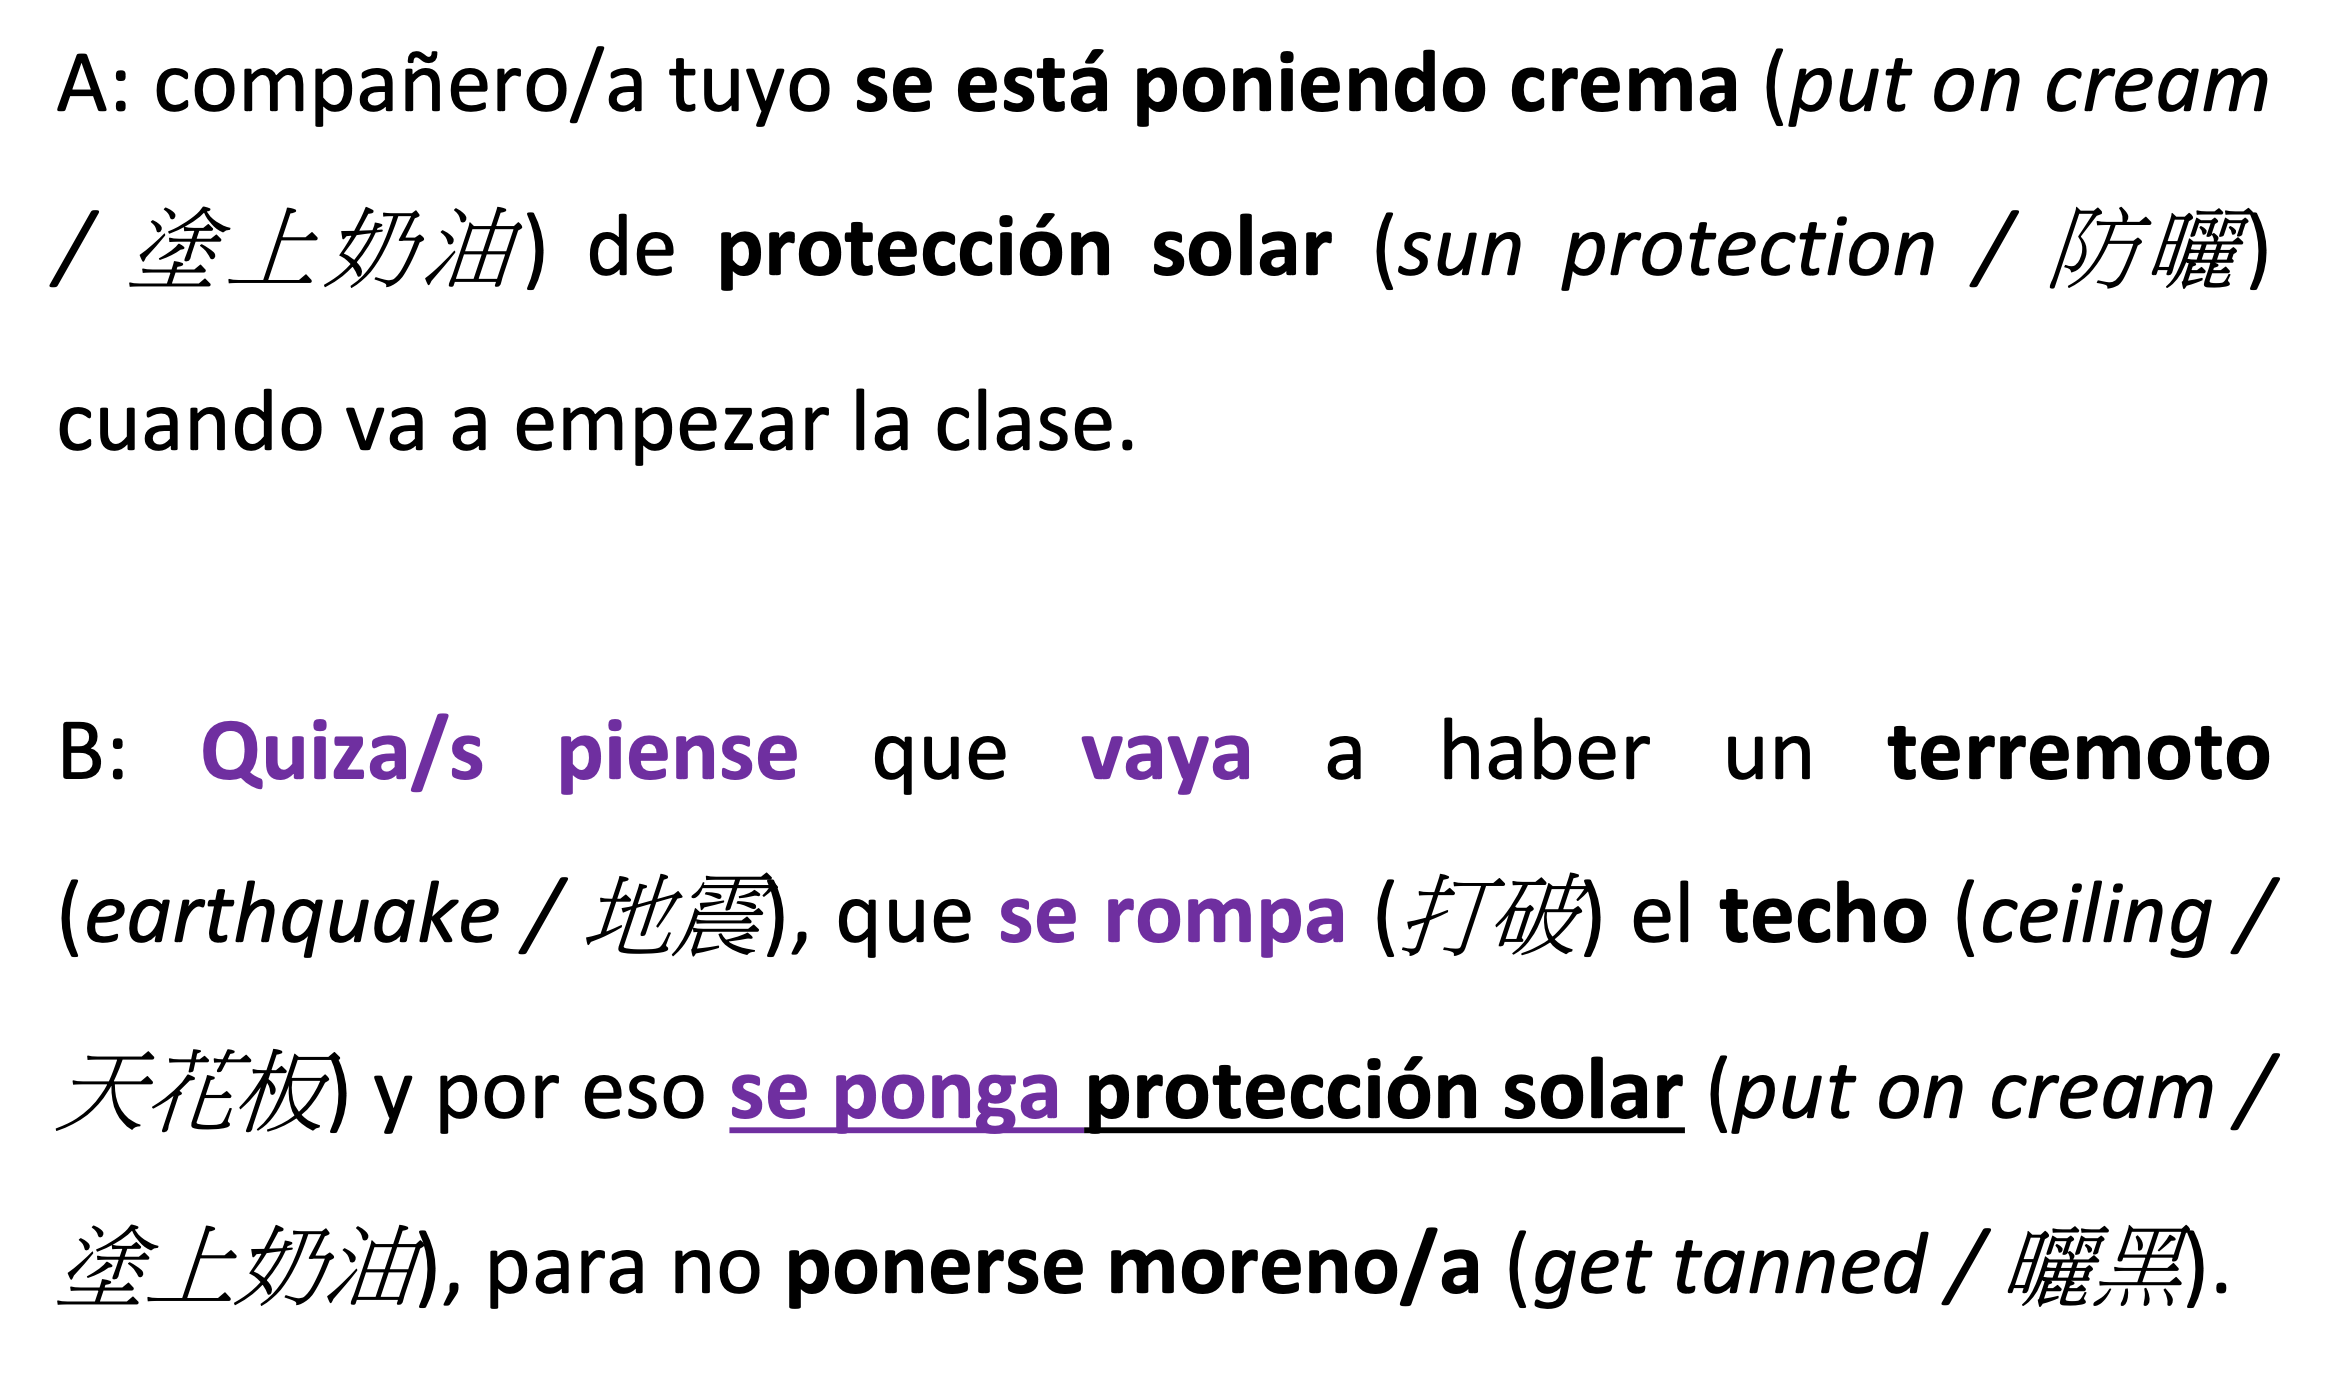 A: compañero/a tuyo se está poniendo crema (put on cream
/ 塗上奶油) de protección solar (sun protection / 防曬)
cuando va a empezar la clase.
B: Quiza/s piense que vaya a haber un terremoto
(earthquake / 地震), que se rompa (打破) el techo (ceiling /
天花板) y por eso se ponga protección solar (put on cream /
塗上奶油), para no ponerse moreno/a (get tanned / 曬黑).